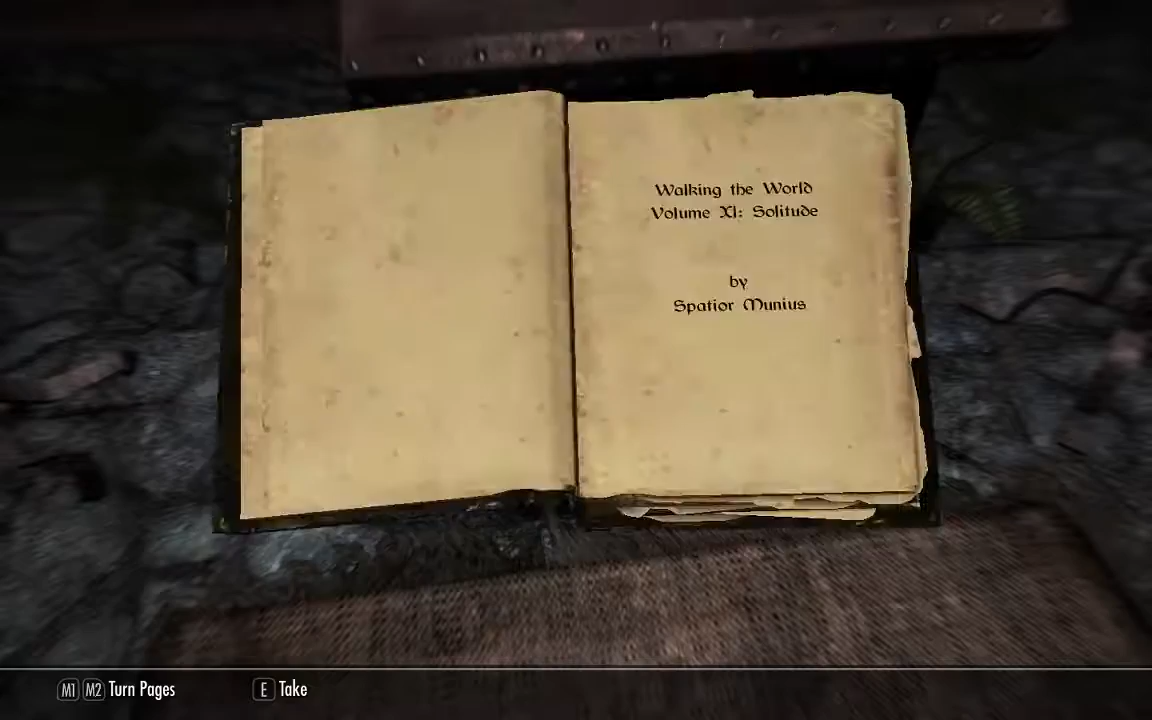 Walking the World
Volume XI: Solitude
by
Spatior Munius
M1 M2 Turn Pages
E Take